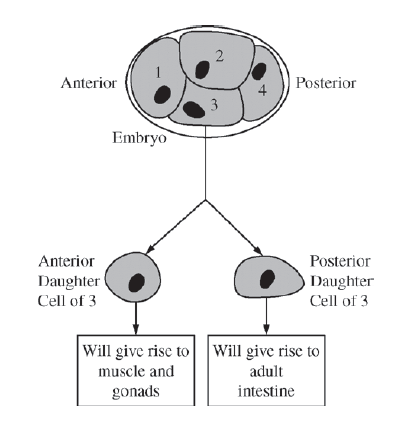 Anterior
1
2
3
4
Posterior
Embryo
Anterior
Daughter
Cell of 3
Posterior
Daughter
Cell of 3
Will give rise to
muscle and
gonads
Will give rise to
adult
intestine